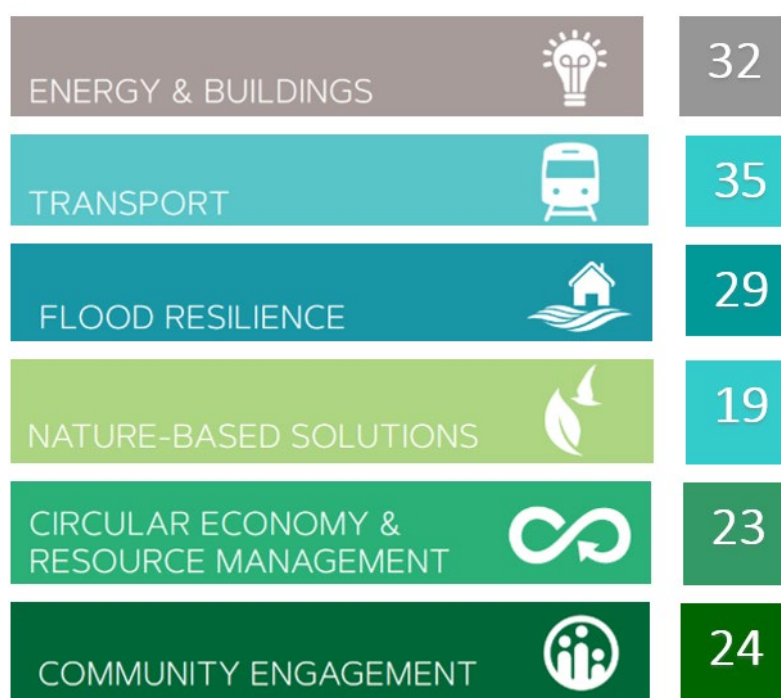 ENERGY & BUILDINGS
32
TRANSPORT
35
FLOOD RESILIENCE
29
NATURE-BASED SOLUTIONS
19
CIRCULAR ECONOMY &
RESOURCE MANAGEMENT
23
COMMUNITY ENGAGEMENT
24